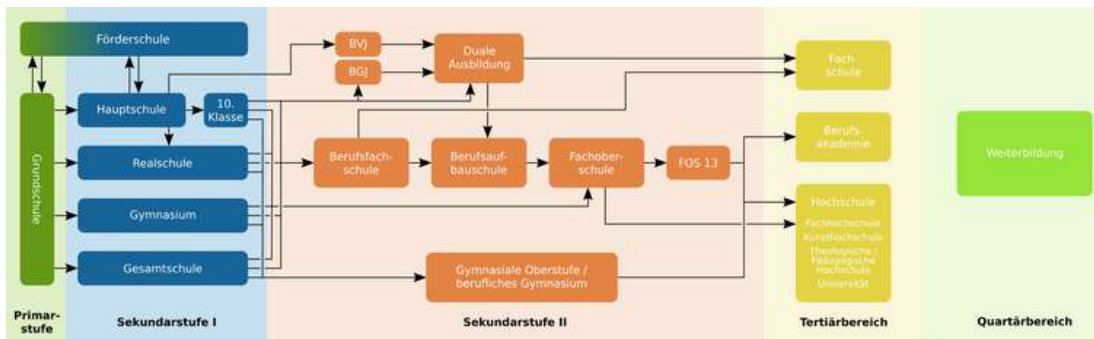 Förderschule
Grundschule
Hauptschule
10.
Klasse
Realschule
Gymnasium
Gesamtschule
BVJ
BGJ
Duale
Ausbildung
Berufsfach-
schule
Berufsauf-
bauschule
Fachober-
schule
FOS 13
Gymnasiale Oberstufe /
berufliches Gymnasium
Fach-
schule
Berufs-
akademie
Hochschule
Fachhochschule
Kunsthochschule
Theologische /
Pädagogische
Hochschule
Universität
Weiterbildung
Primar-
stufe
Sekundarstufe I
Sekundarstufe II
Tertiärbereich
Quartärbereich